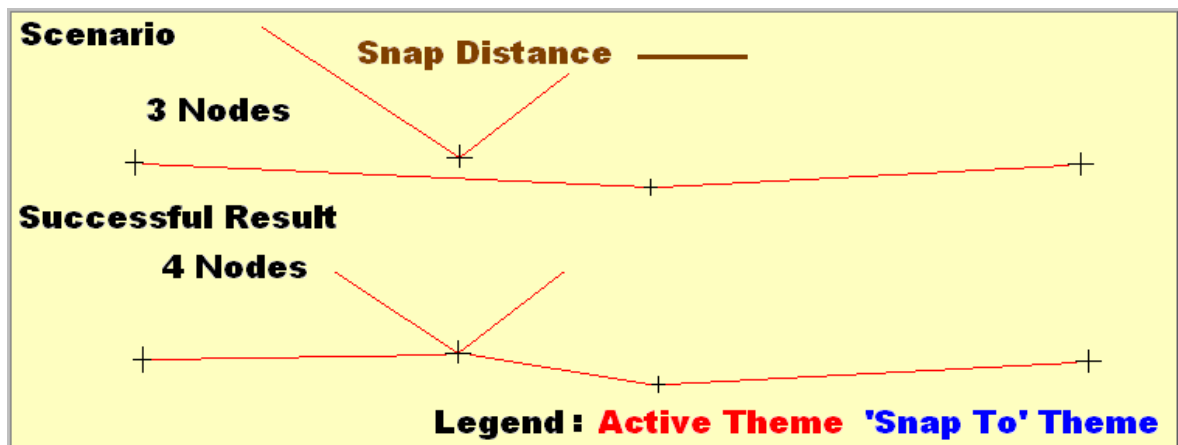 Scenario
Snap Distance
3 Nodes
Successful Result
4 Nodes
Legend : Active Theme 'Snap To' Theme